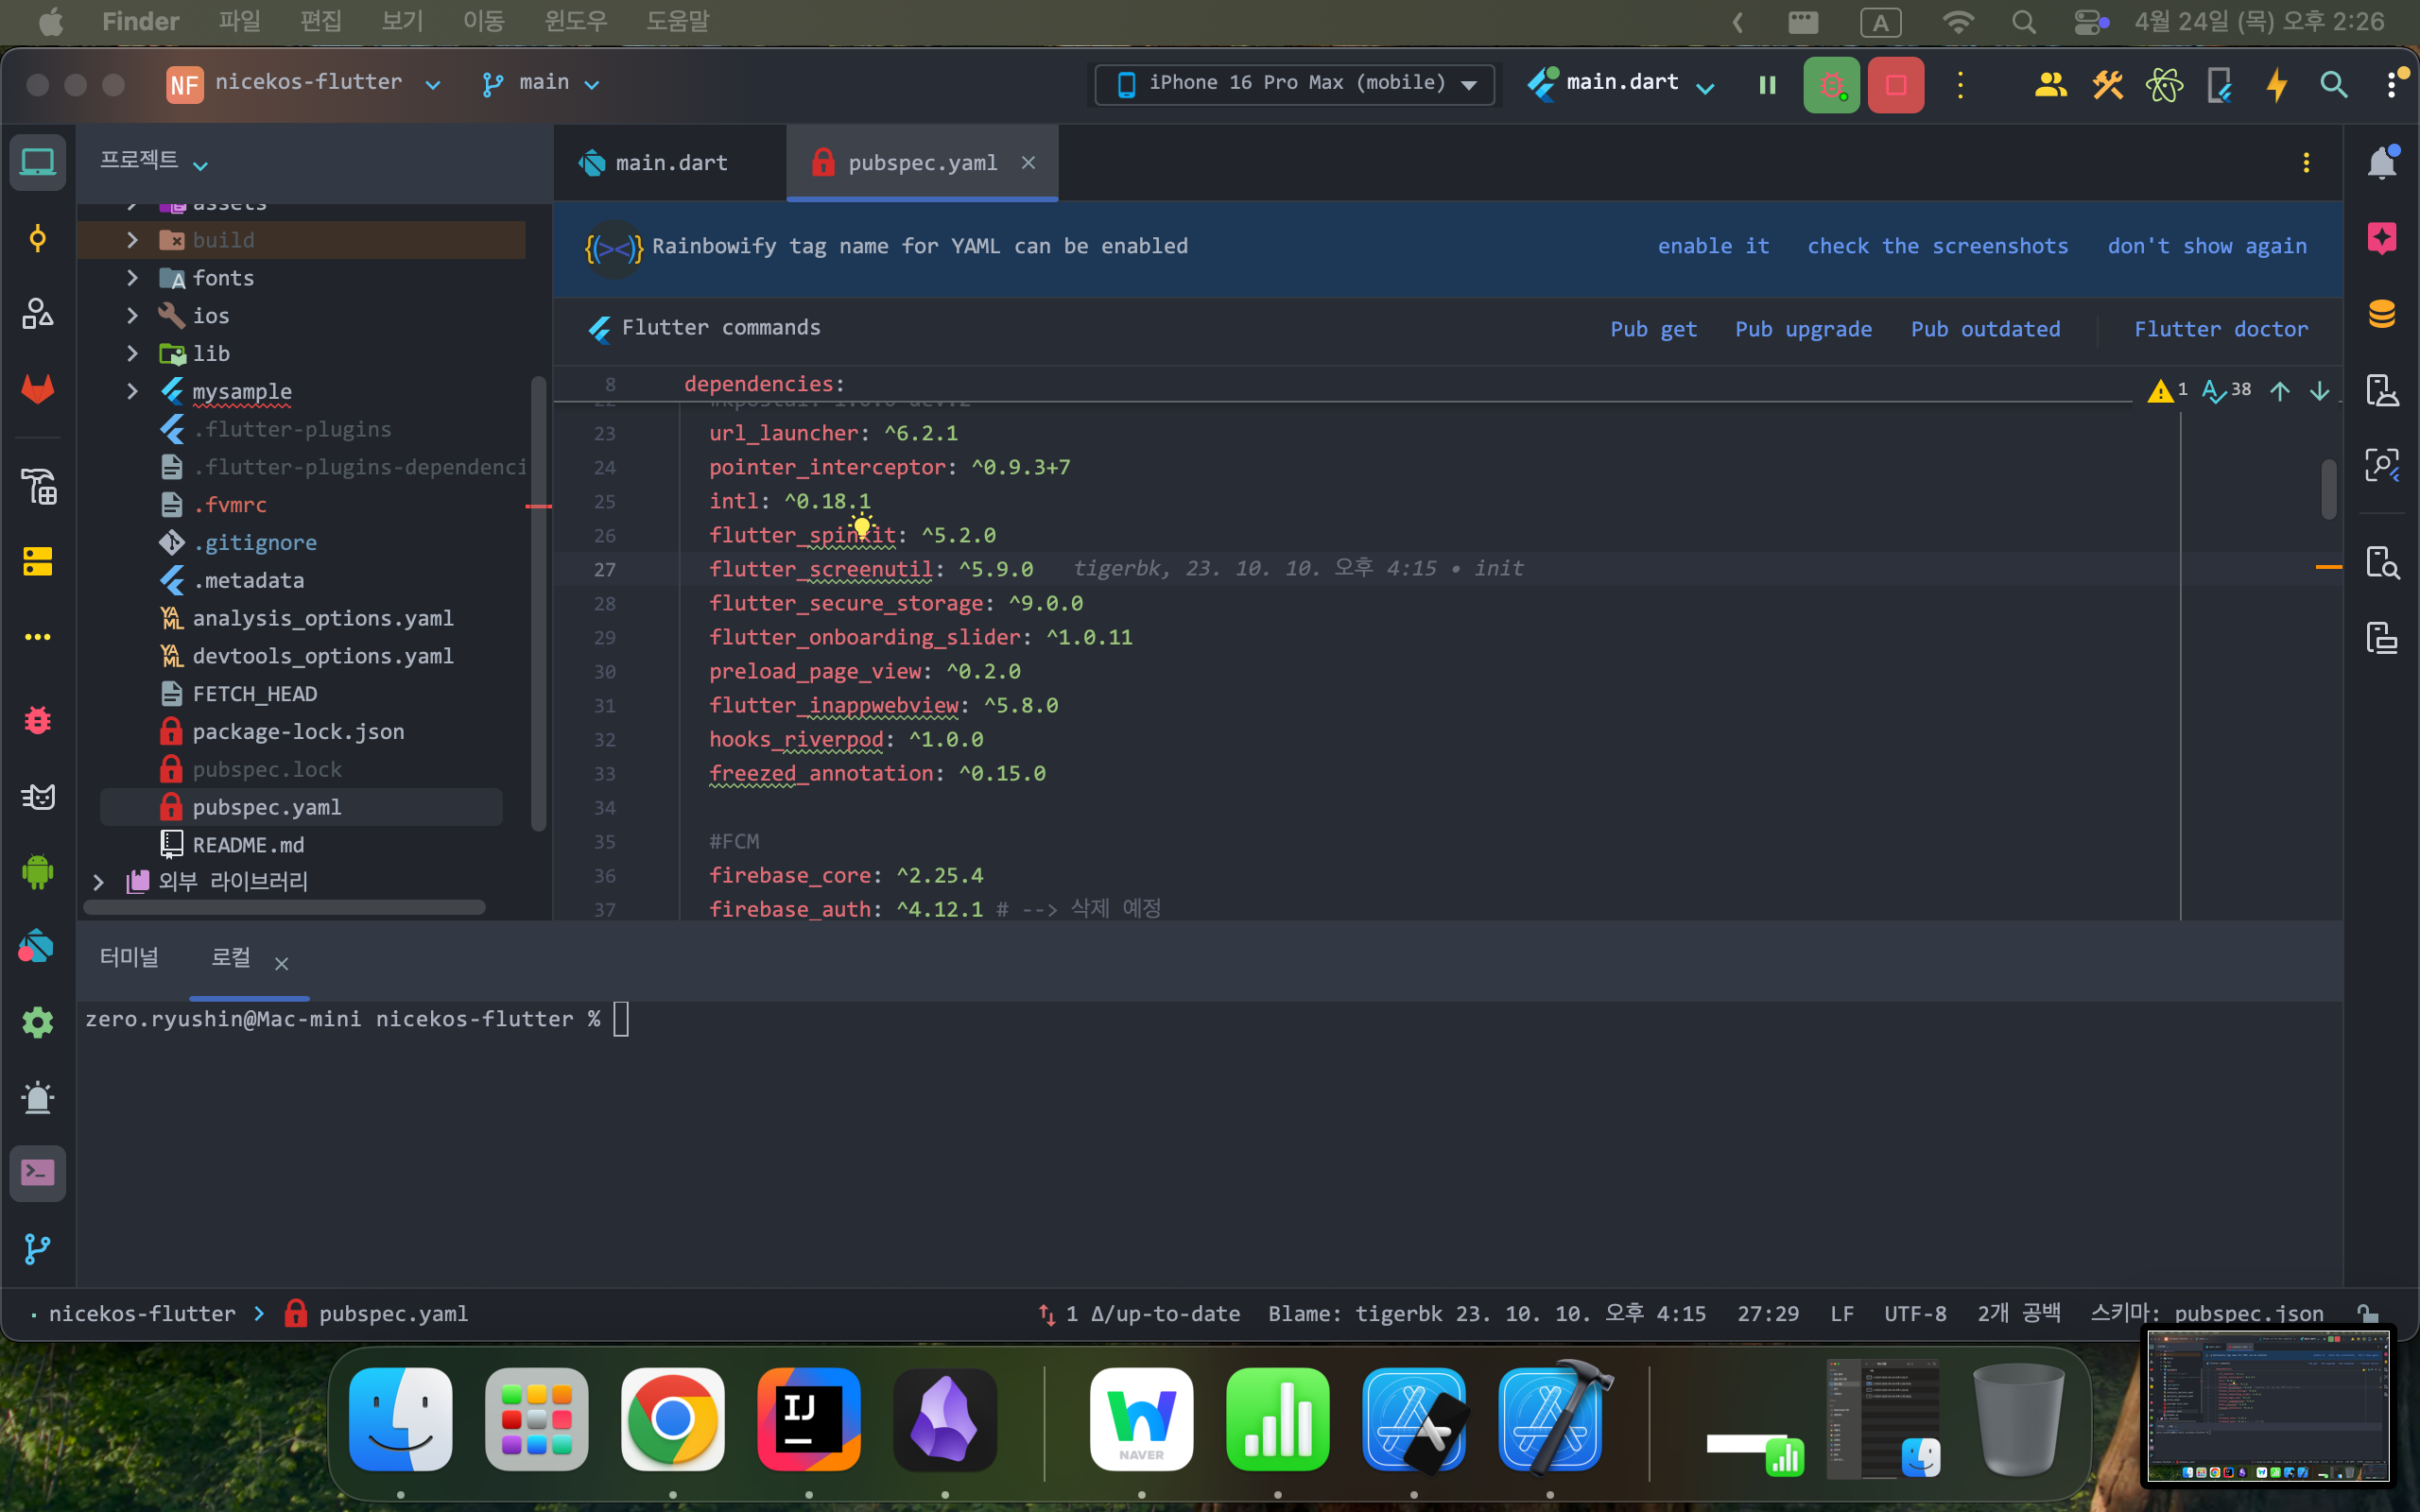 Finder 파일 편집 보기 이동 윈도우 도움말 A 4월 24일 (목) 오후 2:26
NF nicekos-flutter main iPhone 16 Pro Max (mobile) main.dart
프로젝트
assets
build
fonts
ios
lib
mysample
.flutter-plugins
.flutter-plugins-dependenci
.fvmrc
.gitignore
.metadata
analysis_options.yaml
devtools_options.yaml
FETCH_HEAD
package-lock.json
pubspec.lock
pubspec.yaml
README.md
외부 라이브러리
main.dart pubspec.yaml
Rainbowify tag name for YAML can be enabled enable it check the screenshots don't show again
Flutter commands Pub get Pub upgrade Pub outdated Flutter doctor
8 dependencies: 1 38
23 url_launcher: ^6.2.1
24 pointer_interceptor: ^0.9.3+7
25 intl: ^0.18.1
26 flutter_spinkit: ^5.2.0
27 flutter_screenutil: ^5.9.0 tigerbk, 23. 10. 10. 오후 4:15 • init
28 flutter_secure_storage: ^9.0.0
29 flutter_onboarding_slider: ^1.0.11
30 preload_page_view: ^0.2.0
31 flutter_inappwebview: ^5.8.0
32 hooks_riverpod: ^1.0.0
33 freezed_annotation: ^0.15.0
34
35 #FCM
36 firebase_core: ^2.25.4
37 firebase_auth: ^4.12.1 # --> 삭제 예정
터미널 로컬
zero.ryushin@Mac-mini nicekos-flutter %
nicekos-flutter pubspec.yaml 1 Δ/up-to-date Blame: tigerbk 23. 10. 10. 오후 4:15 27:29 LF UTF-8 2개 공백 스키마: pubspec.json
IJ
NAVER